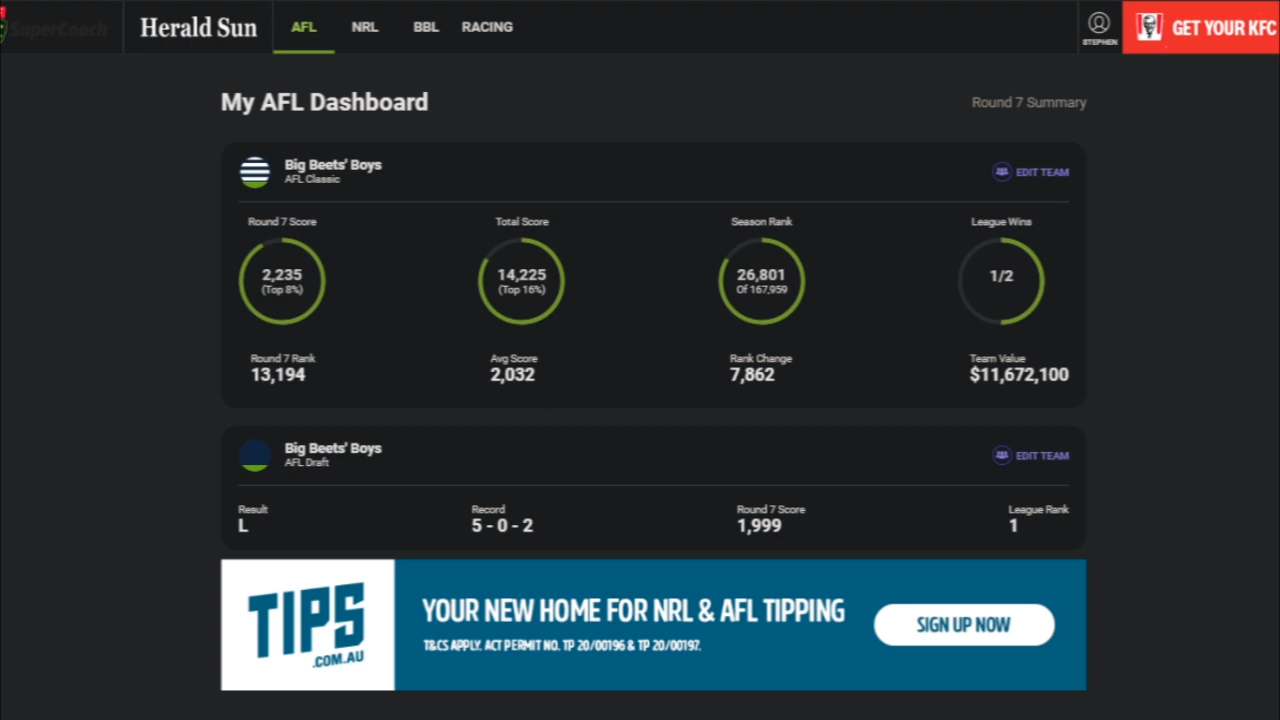 SuperCoach
Herald Sun
AFL NRL BBL RACING
STEPHEN
GET YOUR KFC
My AFL Dashboard
Round 7 Summary
Big Beets' Boys
AFL Classic
EDIT TEAM
Round 7 Score Total Score Season Rank League Wins
2,235 14,225 26,801 1/2
(Top 8%) (Top 16%) Of 167,959
Round 7 Rank Avg Score Rank Change Team Value
13,194 2,032 7,862 $11,672,100
Big Beets' Boys
AFL Draft
EDIT TEAM
Result Record Round 7 Score League Rank
L 5 - 0 - 2 1,999 1
TIPS
.COM.AU
YOUR NEW HOME FOR NRL & AFL TIPPING
T&CS APPLY. ACT PERMIT NO. TP 20/00196 & TP 20/00197.
SIGN UP NOW